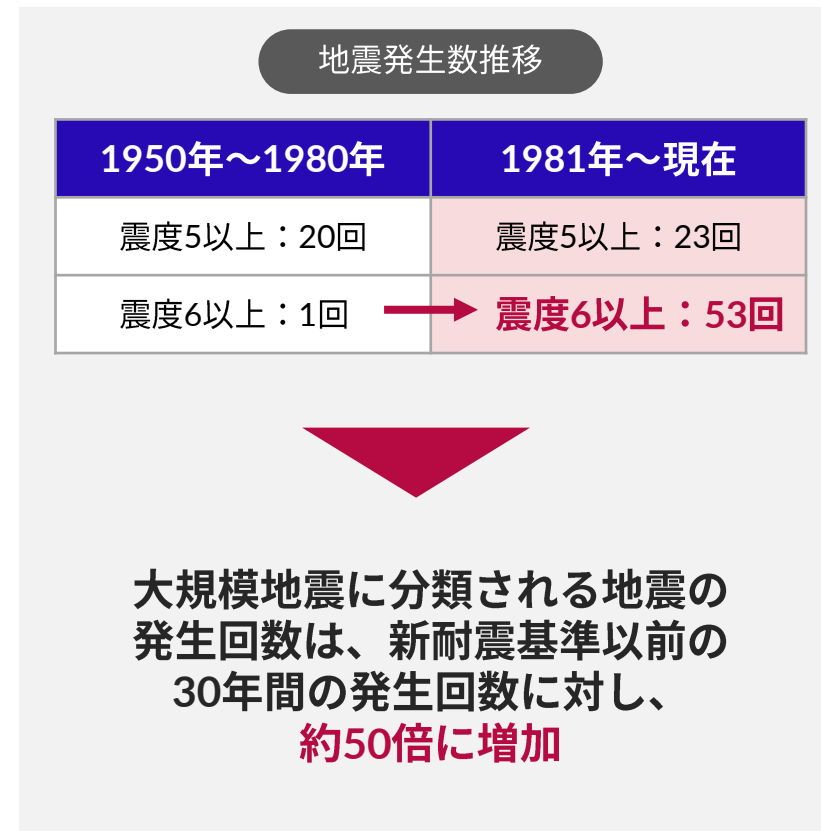 地震発生数推移
1950年～1980年
1981年～現在
震度5以上：20回
震度5以上：23回
震度6以上：1回
震度6以上：53回
大規模地震に分類される地震の
発生回数は、新耐震基準以前の
30年間の発生回数に対し、
約50倍に増加